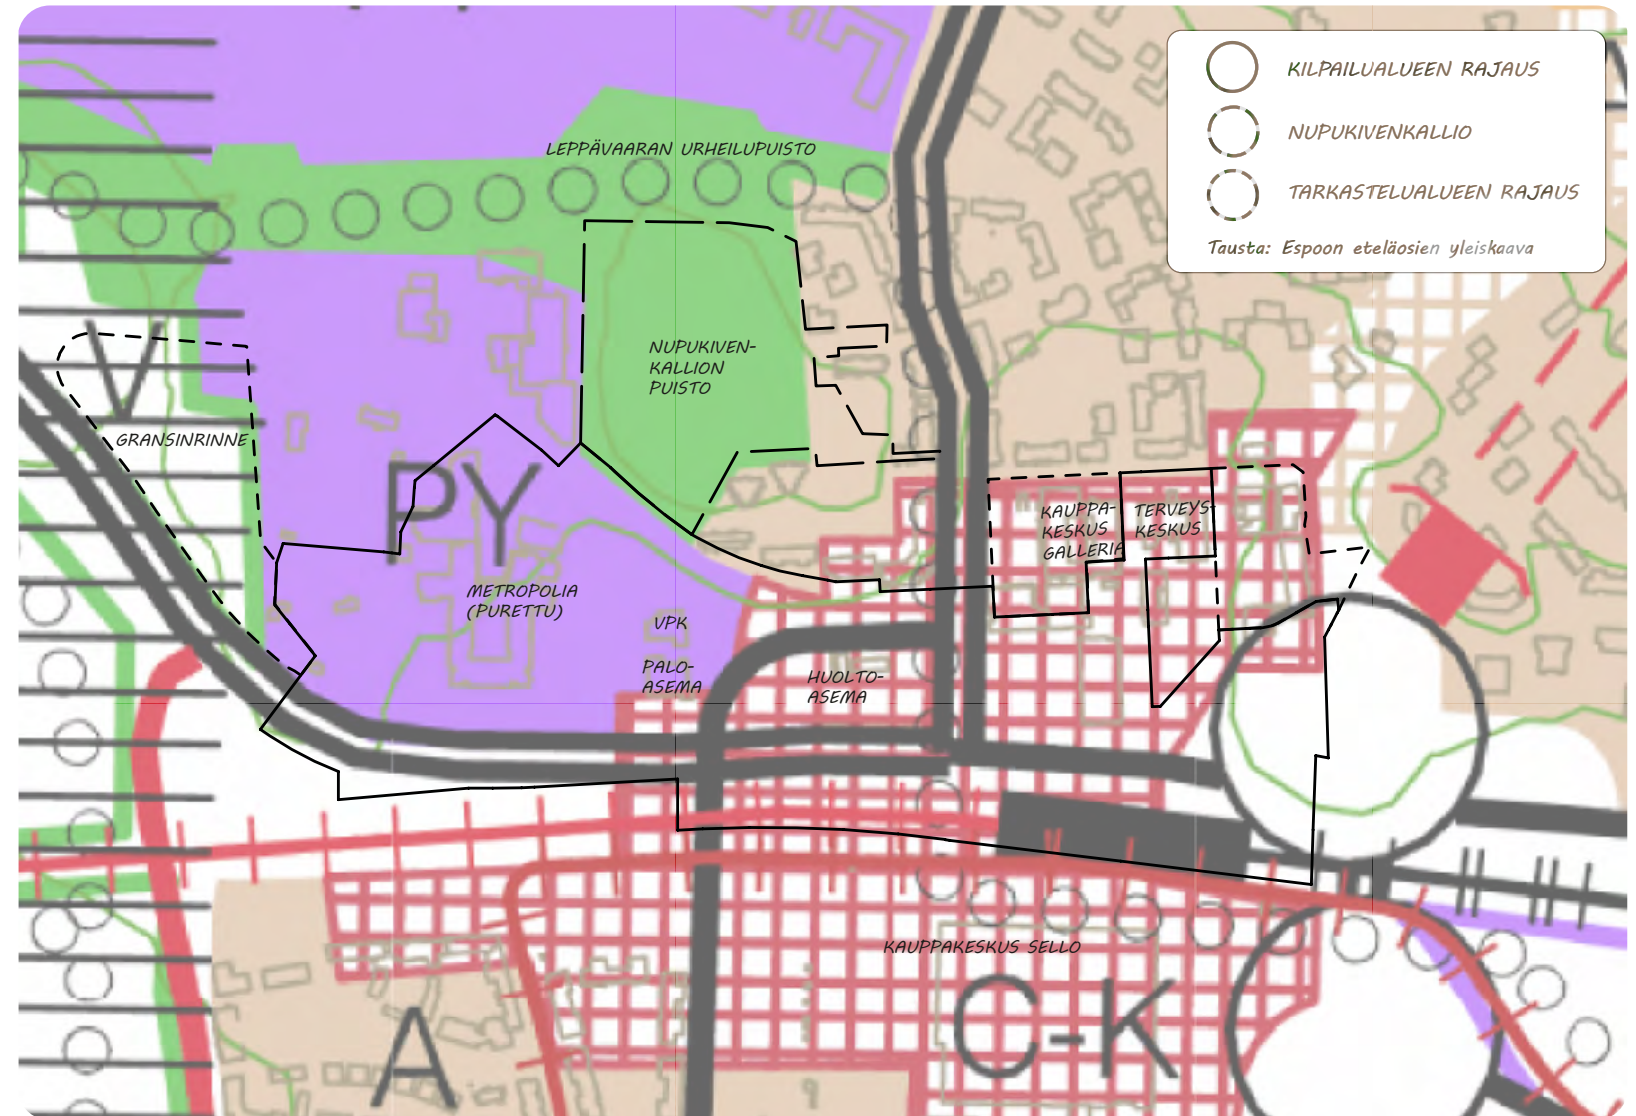 KILPAILUALUEEN RAJAUS
NUPUKIVENKALLIO
TARKASTELUALUEEN RAJAUS
Tausta: Espoon eteläosien yleiskaava
LEPPÄVAARAN URHEILUPUISTO
NUPUKIVEN-
KALLION
PUISTO
V
GRANSINRINNE
PY
KAUPPA-
KESKUS
GALLERIA
TERVEYS-
KESKUS
METROPOLIA
(PURETTU)
VPK
PALO-
ASEMA
HUOLTO-
ASEMA
KAUPPAKESKUS SELLO
C-K
A